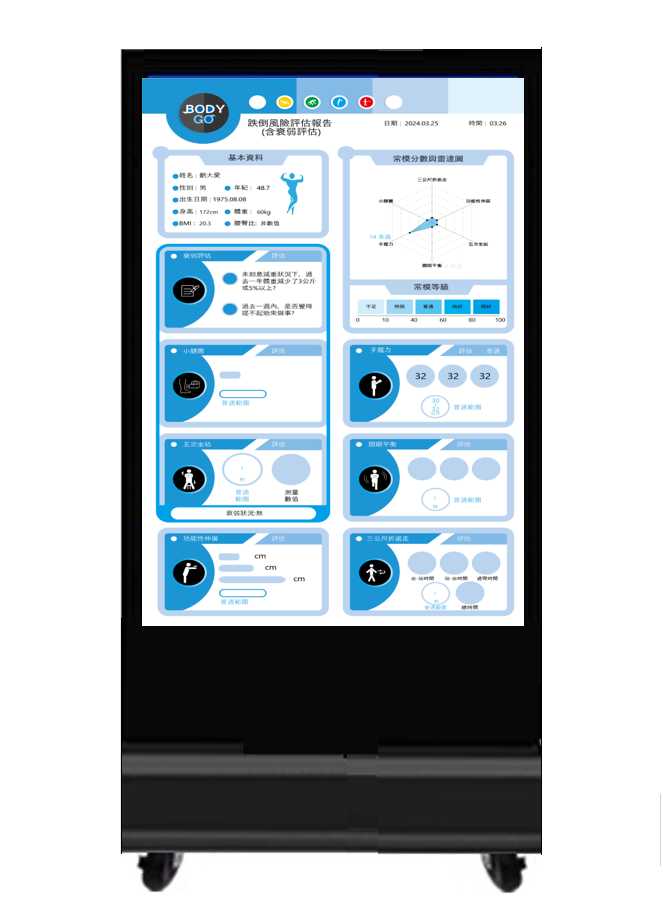 BODY
GO
跌倒風險評估報告
(含衰弱評估)
日期：2024.03.25
時間：03:26
基本資料
姓名：劉大愛
性別：男
年紀：48.7
出生日期：1975.08.08
身高：172cm
體重：60kg
BMI：20.3
腰臀比：非數值
常模分數與雷達圖
三公尺折返走
小腿圍
功能性伸展
54 普通
手握力
五次坐站
開眼平衡
常模等級
不足
稍弱
普通
尚好
很好
0 10 40 60 80 100
衰弱評估
評估
未刻意減重狀況下，過
去一年體重減少了3公斤
或5%以上?
過去一週內，是否覺得
提不起勁來做事?
小腿圍
評估
普通範圍
五次坐站
評估
秒
普通
範圍
測量
數值
衰弱狀況:無
手握力
評估 普通
32 32 32
普通範圍
開眼平衡
評估
秒
普通範圍
功能性伸展
評估
cm
cm
cm
普通範圍
三公尺折返走
評估
坐-站時間
站-坐時間
過彎時間
秒
普通範圍
總時間